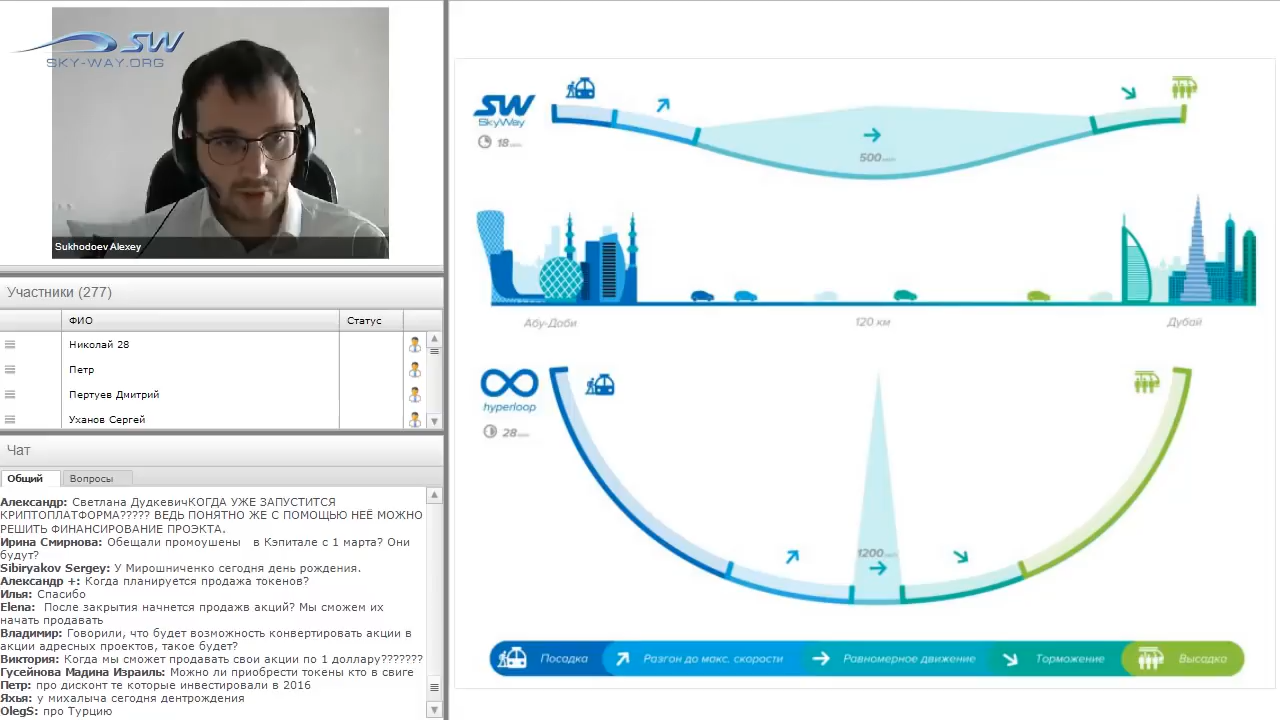 SW
SKY-WAY.ORG
Sukhodoev Alexey
Участники (277)
ФИО
Статус
Николай 28
Петр
Пертуев Дмитрий
Уханов Сергей
Чат
Общий
Вопросы
Александр: Светлана ДудкевичКОГДА УЖЕ ЗАПУСТИТСЯ
КРИПТОПЛАТФОРМА????? ВЕДЬ ПОНЯТНО ЖЕ С ПОМОЩЬЮ НЕЁ МОЖНО
РЕШИТЬ ФИНАНСИРОВАНИЕ ПРОЭКТА.
Ирина Смирнова: Обещали промоушены в Кэпитале с 1 марта? Они
будут?
Sibiryakov Sergey: У Мирошниченко сегодня день рождения.
Александр +: Когда планируется продажа токенов?
Илья: Спасибо
Elena: После закрытия начнется продажв акций? Мы сможем их
начать продавать
Владимир: Говорили, что будет возможность конвертировать акции в
акции адресных проектов, такое будет?
Виктория: Когда мы сможет продавать свои акции по 1 доллару???????
Гусейнова Мадина Израиль: Можно ли приобрести токены кто в свиге
Петр: про дисконт те которые инвестировали в 2016
Яхья: у михалыча сегодня дентрождения
OlegS: про Турцию
SW
SkyWay
18
500
Абу-Даби
120 км
Дубай
hyperloop
28
1200
Посадка
Разгон до макс. скорости
Равномерное движение
Торможение
Высадка